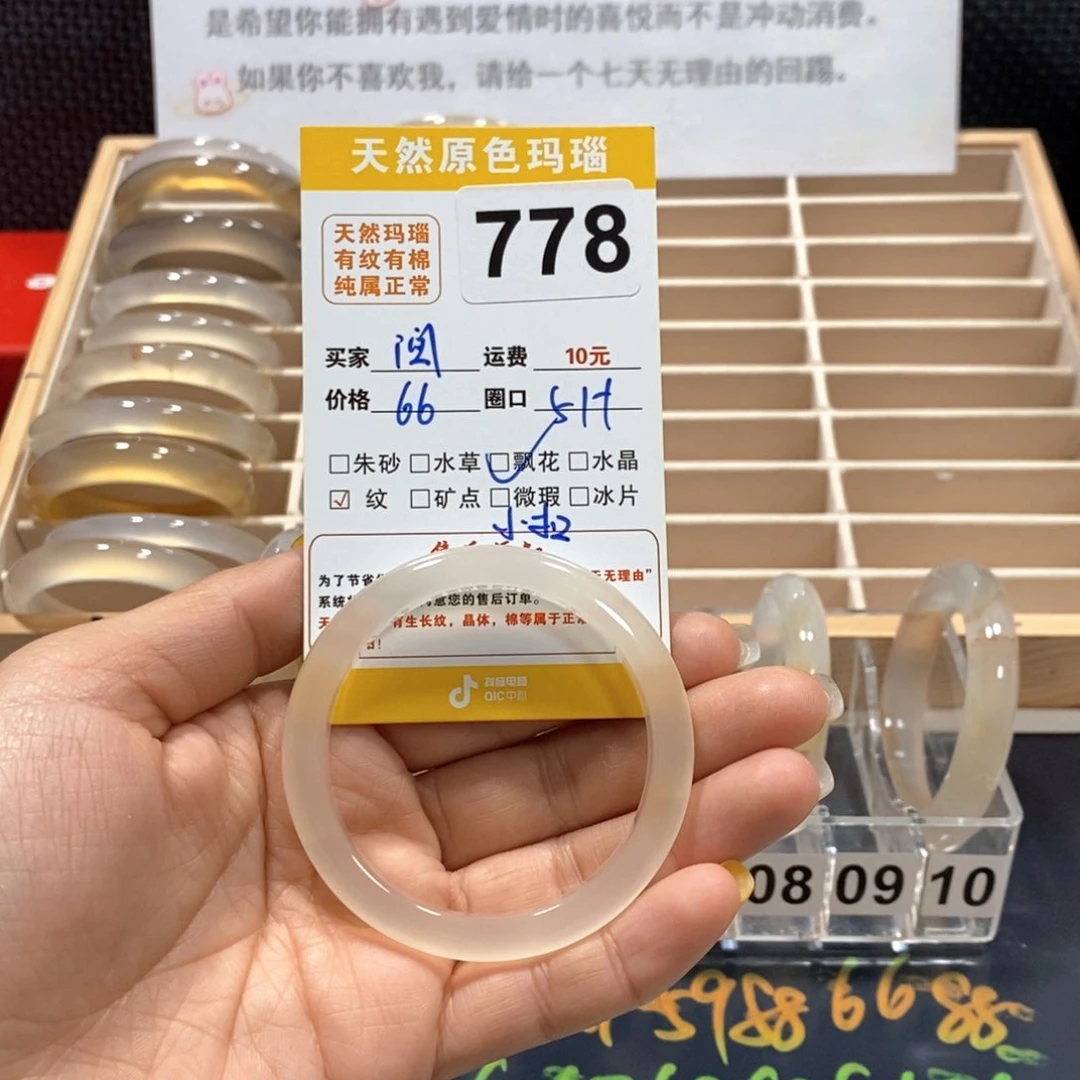 是希望你能拥有遇到爱情时的喜悦而不是冲动消费。
如果你不喜欢我，请给一个七天无理由的回踢。
天然原色玛瑙
778
天然玛瑙
有纹有棉
纯属正常
买家 闰 运费 10元
价格 66 圈口
□朱砂 □水草 □飘花 □水晶
☑ 纹 □矿点 □微瑕 □冰片
为了节省 无理由"
系统 您的售后订单。
有生长纹，晶体，棉等属于正常
抖音电商
QIC中心
08 09 10
5988 66 88